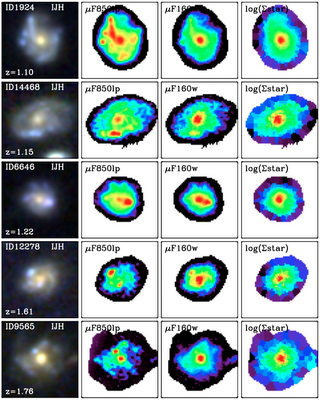 ID1924 IJH μF850lp μF160w log(Σstar)
z=1.10
ID14468 IJH μF850lp μF160w log(Σstar)
z=1.15
ID6646 IJH μF850lp μF160w log(Σstar)
z=1.22
ID12278 IJH μF850lp μF160w log(Σstar)
z=1.61
ID9565 IJH μF850lp μF160w log(Σstar)
z=1.76